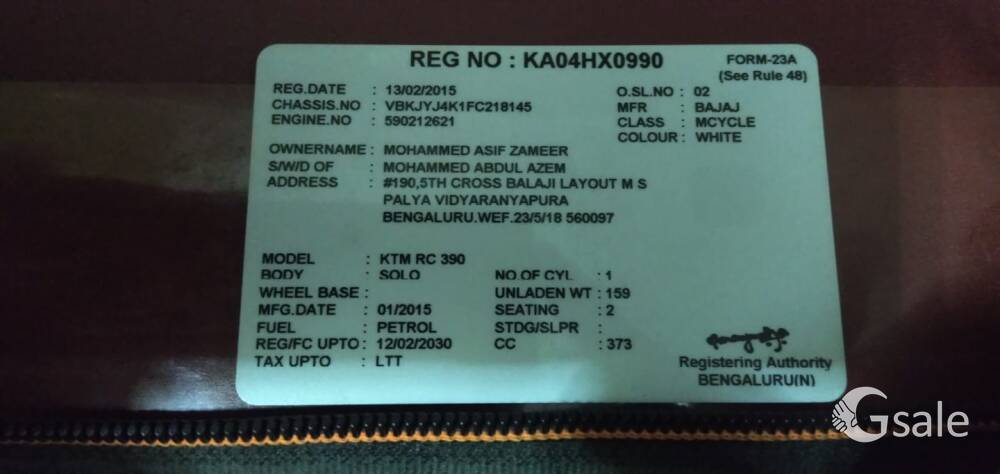 REG NO : KA04HX0990
FORM-23A
(See Rule 48)
REG.DATE : 13/02/2015 O.SL.NO : 02
CHASSIS.NO : VBKJYJ4K1FC218145 MFR : BAJAJ
ENGINE.NO : 590212621 CLASS : MCYCLE
COLOUR : WHITE
OWNERNAME : MOHAMMED ASIF ZAMEER
S/W/D OF : MOHAMMED ABDUL AZEM
ADDRESS : #190,5TH CROSS BALAJI LAYOUT M S
PALYA VIDYARANYAPURA
BENGALURU.WEF.23/5/18 560097
MODEL : KTM RC 390
BODY : SOLO NO.OF CYL : 1
WHEEL BASE : UNLADEN WT : 159
MFG.DATE : 01/2015 SEATING : 2
FUEL : PETROL STDG/SLPR :
REG/FC UPTO : 12/02/2030 CC : 373
TAX UPTO : LTT
Registering Authority
BENGALURU(N)
Gsale